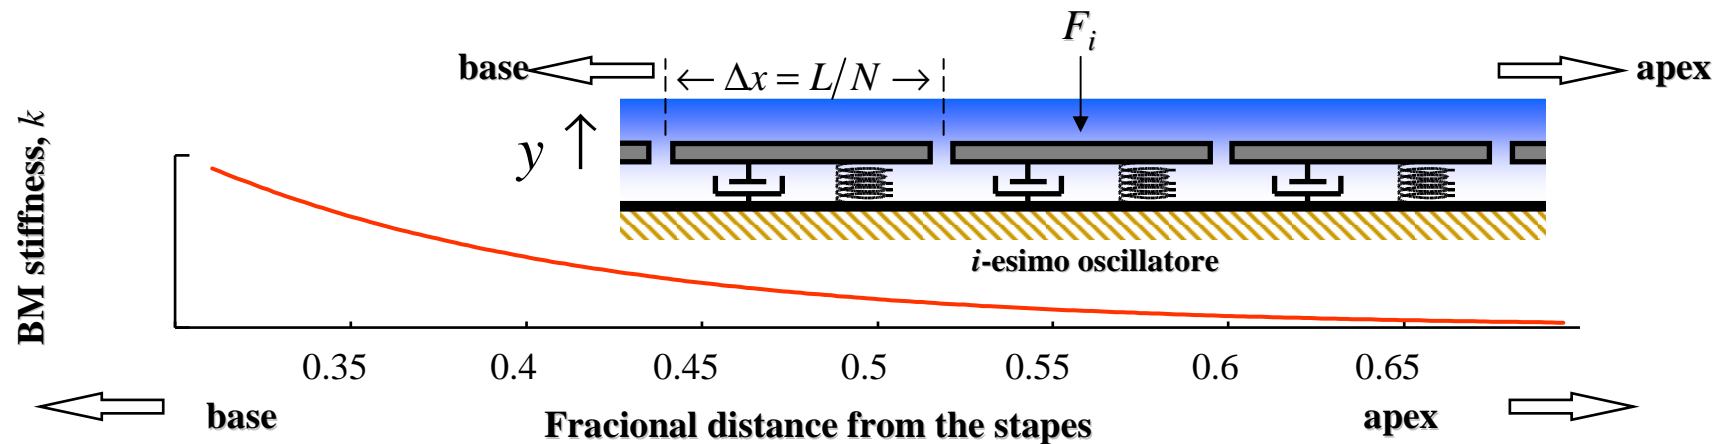 F_i
base
← Δx = L/N →
apex
y ↑
BM stiffness, k
i-esimo oscillatore
0.35 0.4 0.45 0.5 0.55 0.6 0.65
base
Fracional distance from the stapes
apex